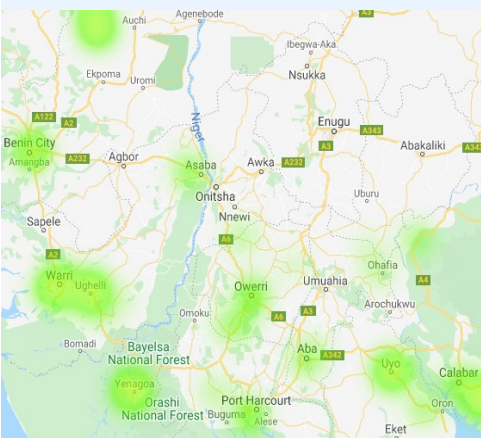 Agenebode
A3
Auchi
Ibegwa-Aka
Ekpoma
Uromi
Nsukka
Niger
A122
A2
Enugu
A343
Benin City
A3
Abakaliki
A343
Amangba
A232
Agbor
Asaba
Awka
A232
Onitsha
Uburu
Nnewi
Sapele
A6
A2
Ohafia
Warri
Ughelli
Owerri
Umuahia
A4
Arochukwu
Omoku
A6
A3
Bomadi
Bayelsa
National Forest
Aba
A342
Uyo
Calabar
Yenagoa
Orashi
National Forest
Port Harcourt
Buguma
Alese
Oron
Eket